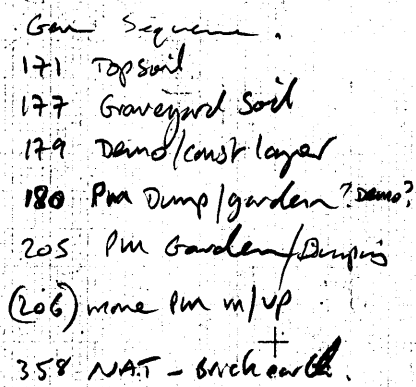 Gen Sequence.
171 Topsoil
177 Graveyard Soil
179 Demo/const layer
180 Pm Dump/garden ?Demo?
205 Pm Garden/Dumping
(206) more Pm m/up
358 NAT - Brickearth.